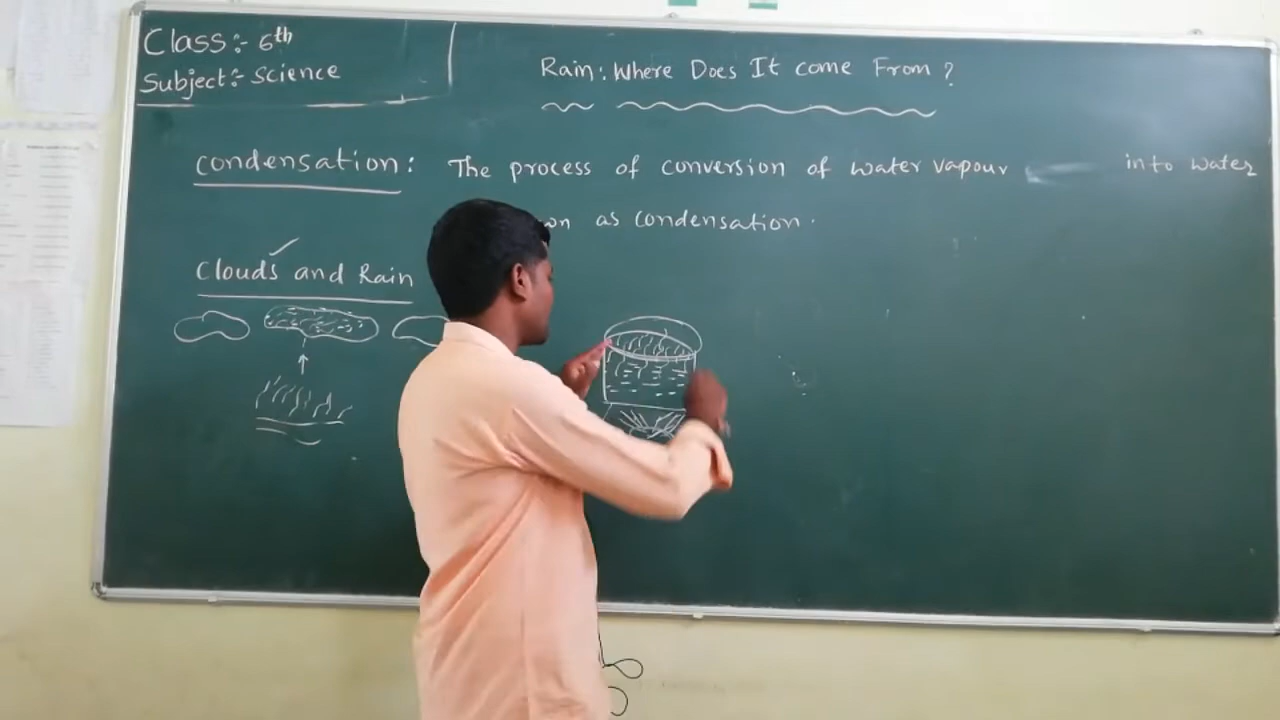 Class:- 6th
Subject:- Science
Rain: Where Does It come From ?
condensation: The process of conversion of water vapour into water
as condensation.
Clouds and Rain